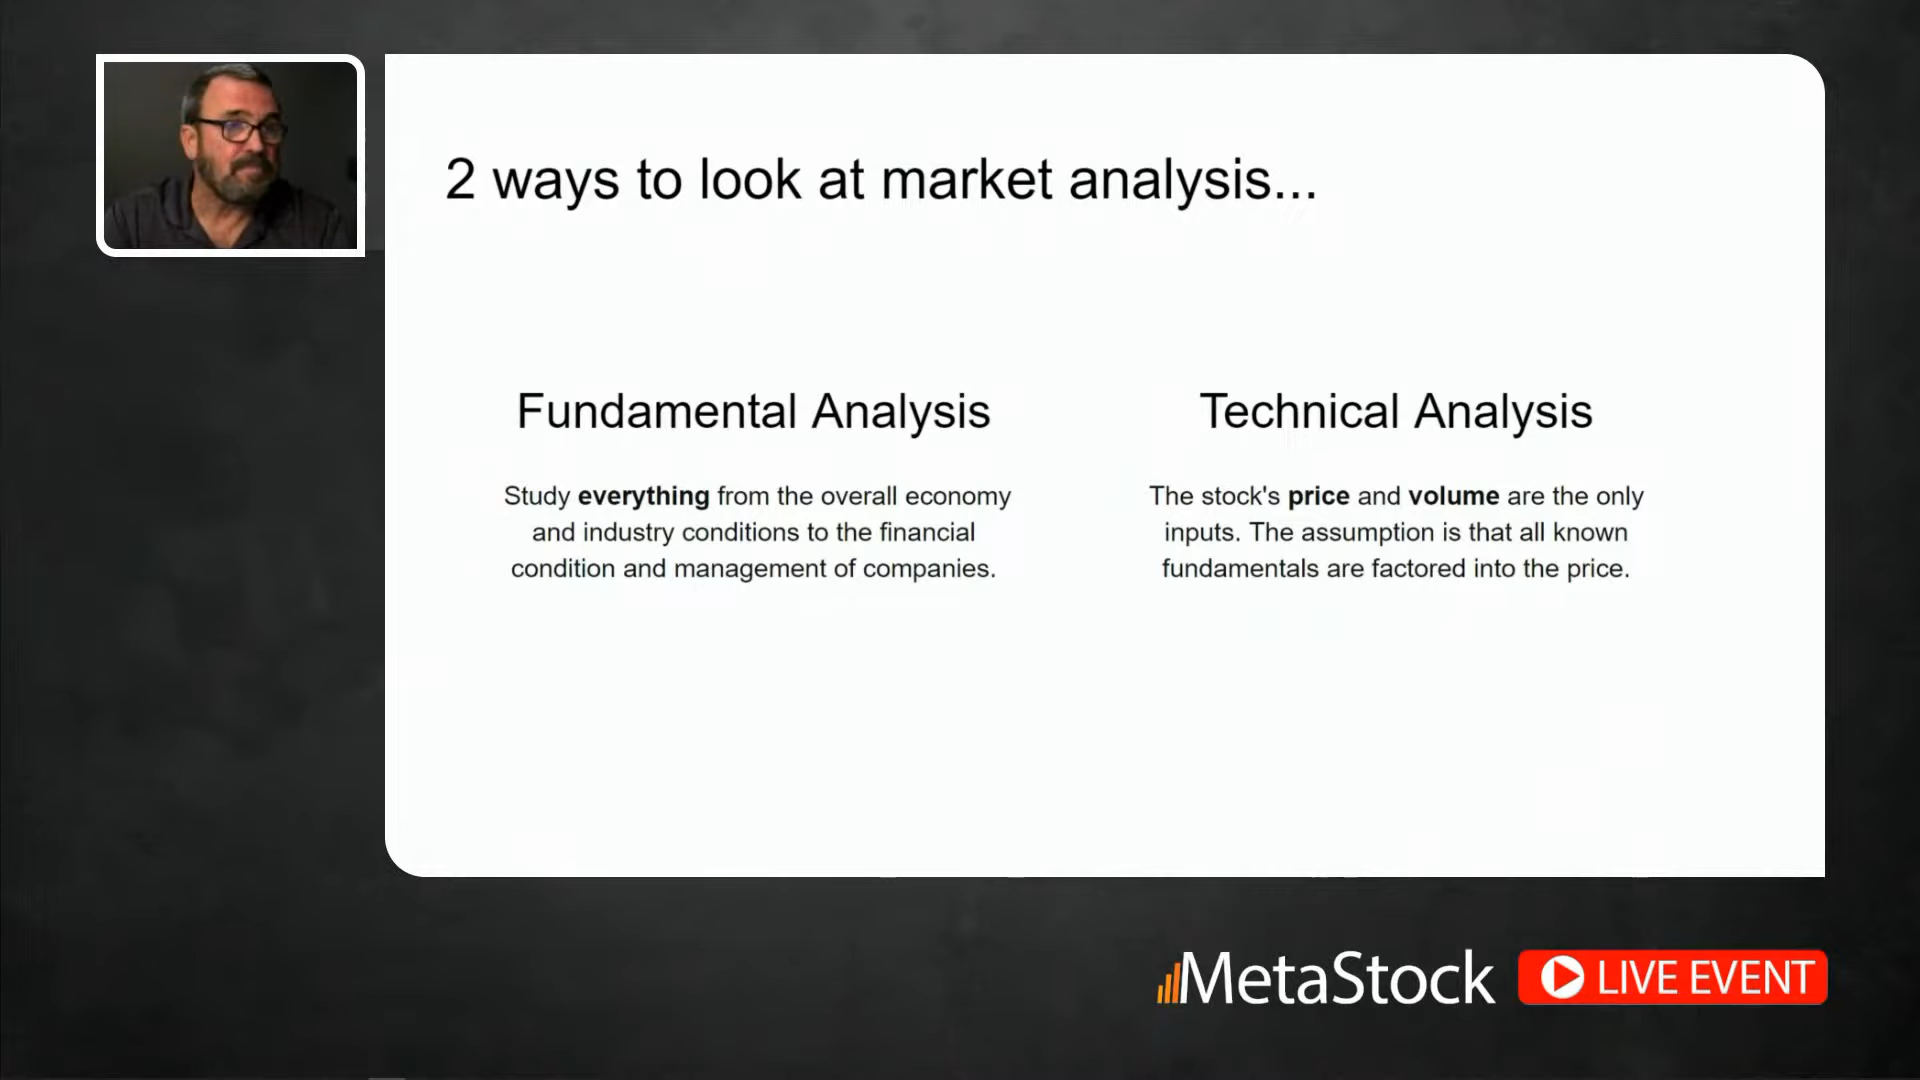 2 ways to look at market analysis...
Fundamental Analysis
Study everything from the overall economy
and industry conditions to the financial
condition and management of companies.
Technical Analysis
The stock's price and volume are the only
inputs. The assumption is that all known
fundamentals are factored into the price.
MetaStock
LIVE EVENT